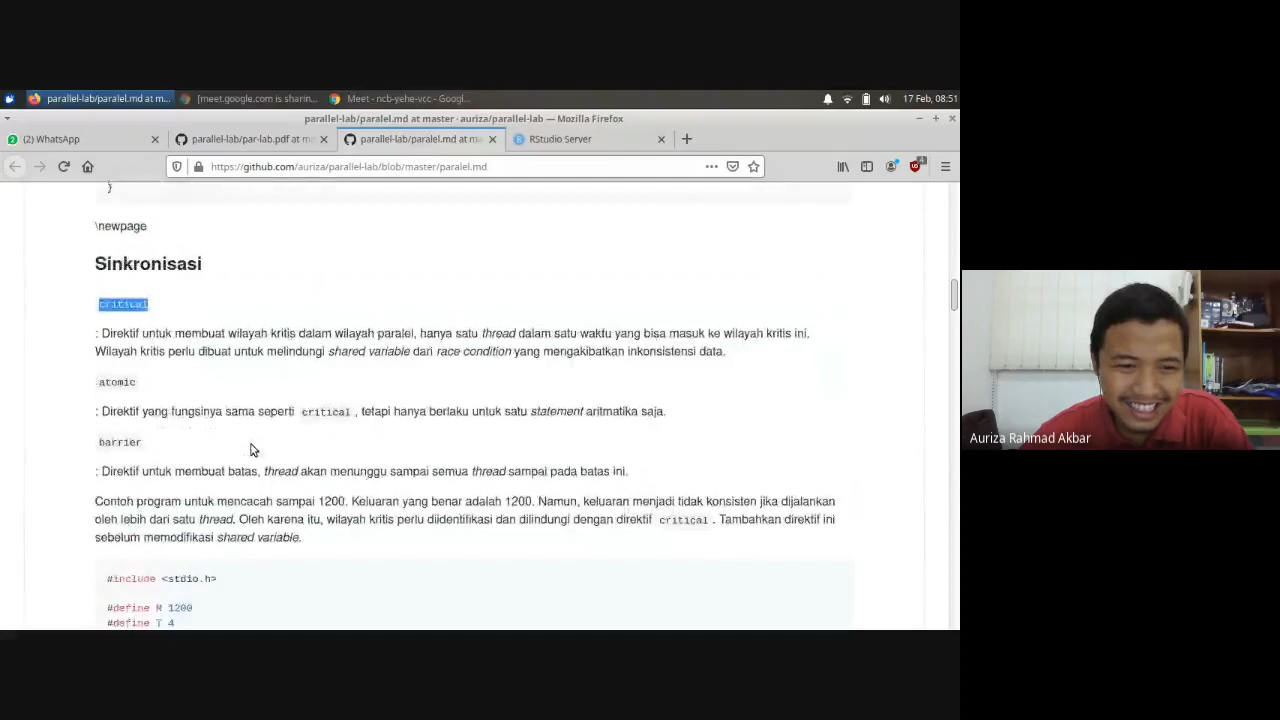 parallel-lab/paralel.md at m...
[meet.google.com is sharin...
Meet - ncb-yehe-vcc - Googl...
17 Feb, 08:51
parallel-lab/paralel.md at master · auriza/parallel-lab — Mozilla Firefox
(2) WhatsApp
parallel-lab/par-lab.pdf at m
parallel-lab/paralel.md at ma
RStudio Server
https://github.com/auriza/parallel-lab/blob/master/paralel.md
}
\newpage
Sinkronisasi
critical
: Direktif untuk membuat wilayah kritis dalam wilayah paralel, hanya satu thread dalam satu waktu yang bisa masuk ke wilayah kritis ini.
Wilayah kritis perlu dibuat untuk melindungi shared variable dari race condition yang mengakibatkan inkonsistensi data.
atomic
: Direktif yang fungsinya sama seperti critical, tetapi hanya berlaku untuk satu statement aritmatika saja.
barrier
: Direktif untuk membuat batas, thread akan menunggu sampai semua thread sampai pada batas ini.
Contoh program untuk mencacah sampai 1200. Keluaran yang benar adalah 1200. Namun, keluaran menjadi tidak konsisten jika dijalankan
oleh lebih dari satu thread. Oleh karena itu, wilayah kritis perlu diidentifikasi dan dilindungi dengan direktif critical. Tambahkan direktif ini
sebelum memodifikasi shared variable.
#include <stdio.h>
#define N 1200
#define T 4
Auriza Rahmad Akbar